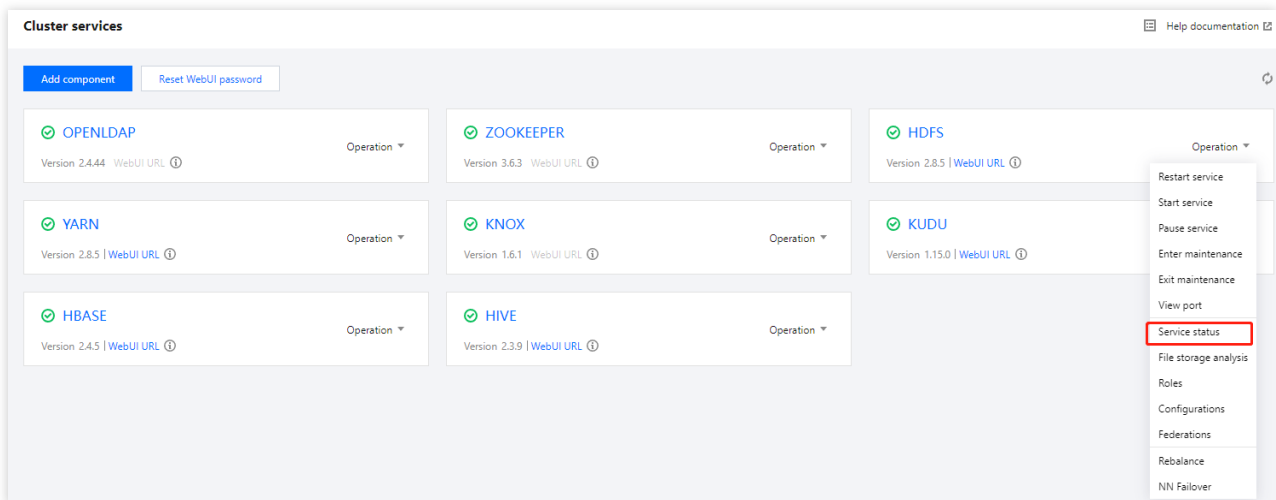 Cluster services
Help documentation
Add component
Reset WebUI password
OPENLDAP
Operation
Version 2.4.44 WebUI URL
ZOOKEEPER
Operation
Version 3.6.3 WebUI URL
HDFS
Operation
Version 2.8.5 | WebUI URL
YARN
Operation
Version 2.8.5 | WebUI URL
KNOX
Operation
Version 1.6.1 WebUI URL
KUDU
Version 1.15.0 | WebUI URL
HBASE
Operation
Version 2.4.5 | WebUI URL
HIVE
Operation
Version 2.3.9 | WebUI URL
Restart service
Start service
Pause service
Enter maintenance
Exit maintenance
View port
Service status
File storage analysis
Roles
Configurations
Federations
Rebalance
NN Failover